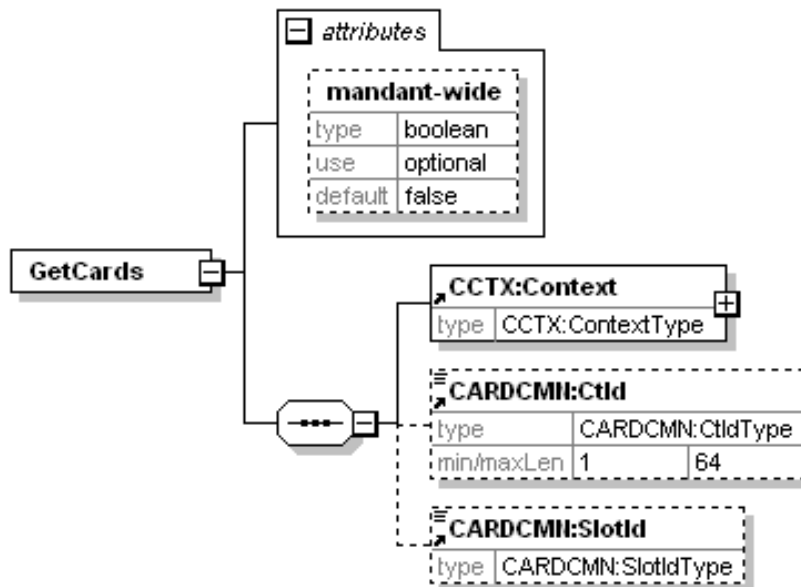 attributes
mandant-wide
type boolean
use optional
default false
GetCards
CCTX:Context
type CCTX:ContextType
CARDCMN:CtId
type CARDCMN:CtIdType
min/maxLen 1 64
CARDCMN:SlotId
type CARDCMN:SlotIdType